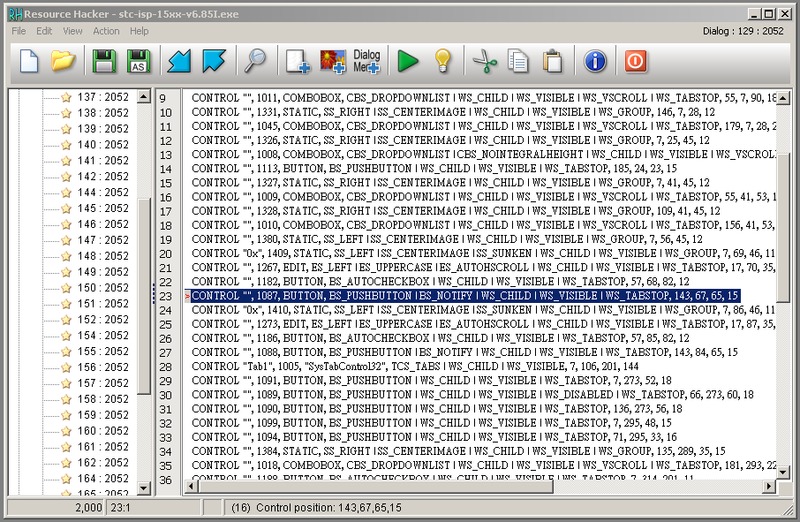 Resource Hacker - stc-isp-15xx-v6.85I.exe
File Edit View Action Help
Dialog : 129 : 2052
AS
Dialog
Menu
137 : 2052
138 : 2052
139 : 2052
140 : 2052
141 : 2052
142 : 2052
144 : 2052
145 : 2052
146 : 2052
147 : 2052
148 : 2052
149 : 2052
150 : 2052
151 : 2052
152 : 2052
153 : 2052
154 : 2052
155 : 2052
156 : 2052
157 : 2052
158 : 2052
159 : 2052
160 : 2052
161 : 2052
162 : 2052
164 : 2052
165 : 2052
9 CONTROL "", 1011, COMBOBOX, CBS_DROPDOWNLIST | WS_CHILD | WS_VISIBLE | WS_VSCROLL | WS_TABSTOP, 55, 7, 90, 18
10 CONTROL "", 1331, STATIC, SS_RIGHT | SS_CENTERIMAGE | WS_CHILD | WS_VISIBLE | WS_GROUP, 146, 7, 28, 12
11 CONTROL "", 1045, COMBOBOX, CBS_DROPDOWNLIST | WS_CHILD | WS_VISIBLE | WS_VSCROLL | WS_TABSTOP, 179, 7, 28, 2
12 CONTROL "", 1326, STATIC, SS_RIGHT | SS_CENTERIMAGE | WS_CHILD | WS_VISIBLE | WS_GROUP, 7, 25, 45, 12
13 CONTROL "", 1008, COMBOBOX, CBS_DROPDOWNLIST | CBS_NOINTEGRALHEIGHT | WS_CHILD | WS_VISIBLE | WS_VSCROL
14 CONTROL "", 1113, BUTTON, BS_PUSHBUTTON | WS_CHILD | WS_VISIBLE | WS_TABSTOP, 185, 24, 23, 15
15 CONTROL "", 1327, STATIC, SS_RIGHT | SS_CENTERIMAGE | WS_CHILD | WS_VISIBLE | WS_GROUP, 7, 41, 45, 12
16 CONTROL "", 1009, COMBOBOX, CBS_DROPDOWNLIST | WS_CHILD | WS_VISIBLE | WS_VSCROLL | WS_TABSTOP, 55, 41, 53, 1
17 CONTROL "", 1328, STATIC, SS_RIGHT | SS_CENTERIMAGE | WS_CHILD | WS_VISIBLE | WS_GROUP, 109, 41, 45, 12
18 CONTROL "", 1010, COMBOBOX, CBS_DROPDOWNLIST | WS_CHILD | WS_VISIBLE | WS_VSCROLL | WS_TABSTOP, 156, 41, 53,
19 CONTROL "", 1380, STATIC, SS_LEFT | SS_CENTERIMAGE | WS_CHILD | WS_VISIBLE | WS_GROUP, 7, 56, 45, 12
20 CONTROL "0x", 1409, STATIC, SS_LEFT | SS_CENTERIMAGE | SS_SUNKEN | WS_CHILD | WS_VISIBLE | WS_GROUP, 7, 69, 46, 11
21 CONTROL "", 1267, EDIT, ES_LEFT | ES_UPPERCASE | ES_AUTOHSCROLL | WS_CHILD | WS_VISIBLE | WS_TABSTOP, 17, 70, 35,
22 CONTROL "", 1182, BUTTON, BS_AUTOCHECKBOX | WS_CHILD | WS_VISIBLE | WS_TABSTOP, 57, 68, 82, 12
23 CONTROL "", 1087, BUTTON, BS_PUSHBUTTON | BS_NOTIFY | WS_CHILD | WS_VISIBLE | WS_TABSTOP, 143, 67, 65, 15
24 CONTROL "0x", 1410, STATIC, SS_LEFT | SS_CENTERIMAGE | SS_SUNKEN | WS_CHILD | WS_VISIBLE | WS_GROUP, 7, 86, 46, 11
25 CONTROL "", 1273, EDIT, ES_LEFT | ES_UPPERCASE | ES_AUTOHSCROLL | WS_CHILD | WS_VISIBLE | WS_TABSTOP, 17, 87, 35,
26 CONTROL "", 1186, BUTTON, BS_AUTOCHECKBOX | WS_CHILD | WS_VISIBLE | WS_TABSTOP, 57, 85, 82, 12
27 CONTROL "", 1088, BUTTON, BS_PUSHBUTTON | BS_NOTIFY | WS_CHILD | WS_VISIBLE | WS_TABSTOP, 143, 84, 65, 15
28 CONTROL "Tab1", 1005, "SysTabControl32", TCS_TABS | WS_CHILD | WS_VISIBLE, 7, 106, 201, 144
29 CONTROL "", 1091, BUTTON, BS_PUSHBUTTON | WS_CHILD | WS_VISIBLE | WS_TABSTOP, 7, 273, 52, 18
30 CONTROL "", 1089, BUTTON, BS_PUSHBUTTON | WS_CHILD | WS_VISIBLE | WS_DISABLED | WS_TABSTOP, 66, 273, 60, 18
31 CONTROL "", 1090, BUTTON, BS_PUSHBUTTON | WS_CHILD | WS_VISIBLE | WS_TABSTOP, 136, 273, 56, 18
32 CONTROL "", 1099, BUTTON, BS_PUSHBUTTON | WS_CHILD | WS_VISIBLE | WS_TABSTOP, 7, 295, 48, 15
33 CONTROL "", 1094, BUTTON, BS_PUSHBUTTON | WS_CHILD | WS_VISIBLE | WS_TABSTOP, 71, 295, 33, 16
34 CONTROL "", 1384, STATIC, SS_RIGHT | SS_CENTERIMAGE | WS_CHILD | WS_VISIBLE | WS_GROUP, 135, 289, 35, 15
35 CONTROL "", 1018, COMBOBOX, CBS_DROPDOWNLIST | WS_CHILD | WS_VISIBLE | WS_VSCROLL | WS_TABSTOP, 181, 293, 22
36 CONTROL "", 1188, BUTTON, BS_AUTOCHECKBOX | WS_CHILD | WS_VISIBLE | WS_TABSTOP, 7, 314, 201, 11
2,000 23:1 (16) Control position: 143,67,65,15